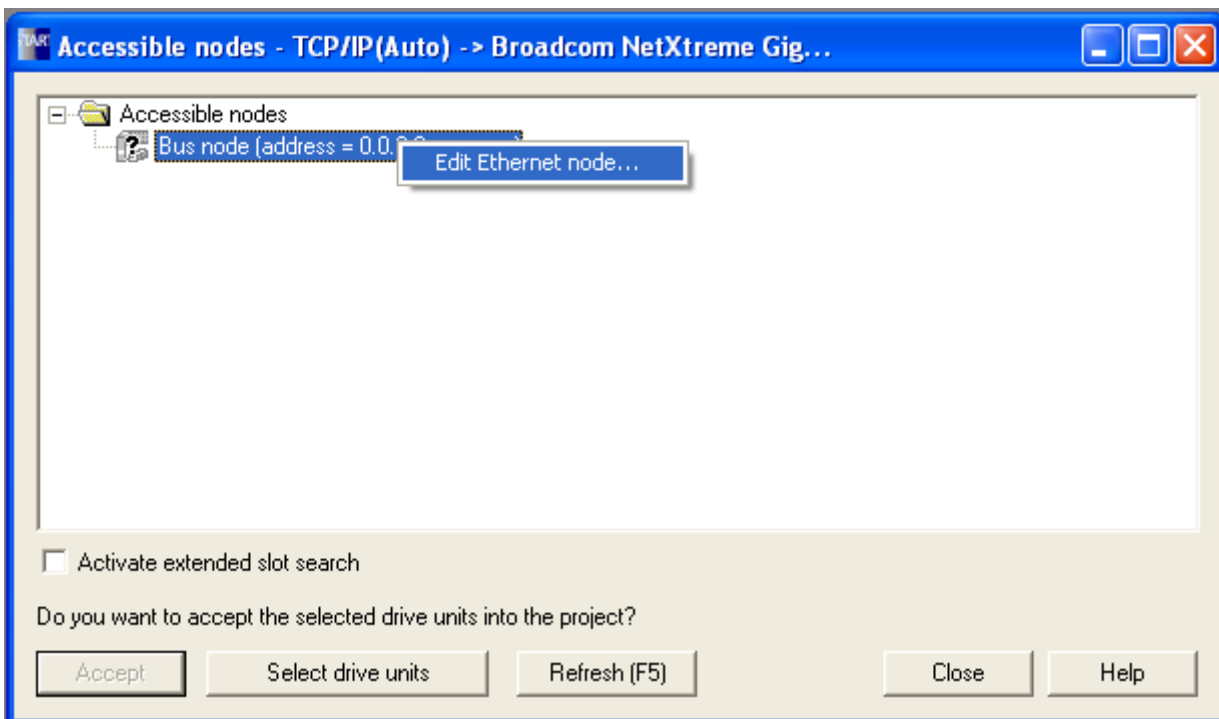 TAR
Accessible nodes - TCP/IP(Auto) -> Broadcom NetXtreme Gig...
Accessible nodes
Bus node (address = 0.0.
Edit Ethernet node...
Activate extended slot search
Do you want to accept the selected drive units into the project?
Accept
Select drive units
Refresh (F5)
Close
Help